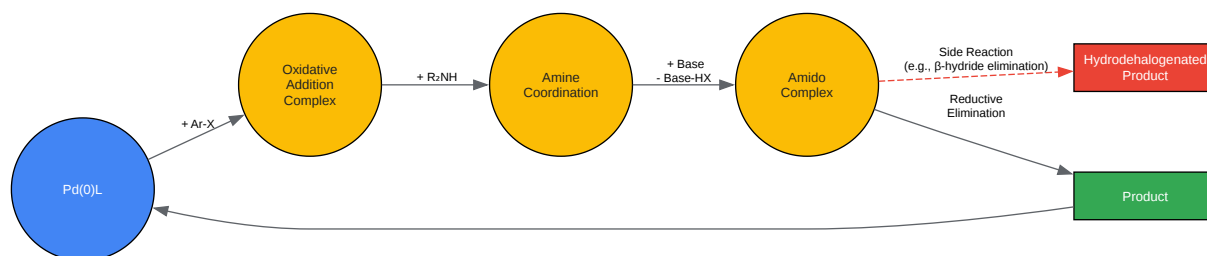 Pd(0)L
+ Ar-X
Oxidative
Addition
Complex
+ R₂NH
Amine
Coordination
+ Base
- Base-HX
Amido
Complex
Side Reaction
(e.g., β-hydride elimination)
Reductive
Elimination
Hydrodehalogenated
Product
Product